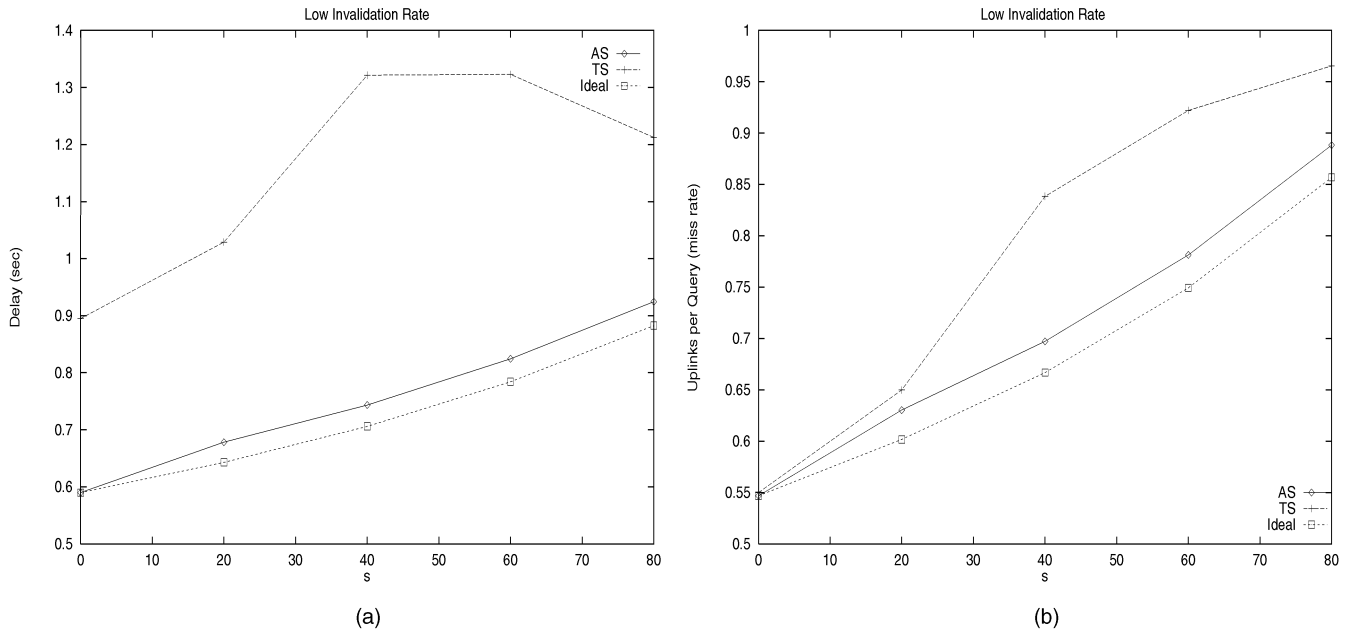 Low Invalidation Rate
1.4
1.3
1.2
1.1
1
0.9
0.8
0.7
0.6
0.5
Delay (sec)
AS
TS
Ideal
0 10 20 30 40 50 60 70 80
s
(a)
Low Invalidation Rate
1
0.95
0.9
0.85
0.8
0.75
0.7
0.65
0.6
0.55
0.5
Uplinks per Query (miss rate)
AS
TS
Ideal
0 10 20 30 40 50 60 70 80
s
(b)